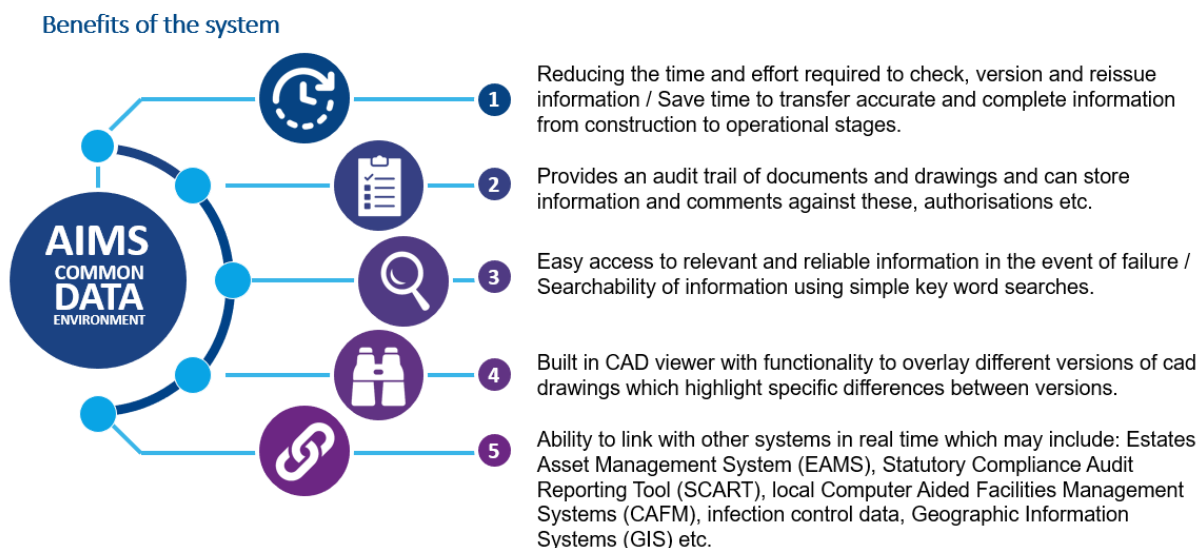 Benefits of the system
AIMS
COMMON
DATA
ENVIRONMENT
1
Reducing the time and effort required to check, version and reissue
information / Save time to transfer accurate and complete information
from construction to operational stages.
2
Provides an audit trail of documents and drawings and can store
information and comments against these, authorisations etc.
3
Easy access to relevant and reliable information in the event of failure /
Searchability of information using simple key word searches.
4
Built in CAD viewer with functionality to overlay different versions of cad
drawings which highlight specific differences between versions.
5
Ability to link with other systems in real time which may include: Estates
Asset Management System (EAMS), Statutory Compliance Audit
Reporting Tool (SCART), local Computer Aided Facilities Management
Systems (CAFM), infection control data, Geographic Information
Systems (GIS) etc.